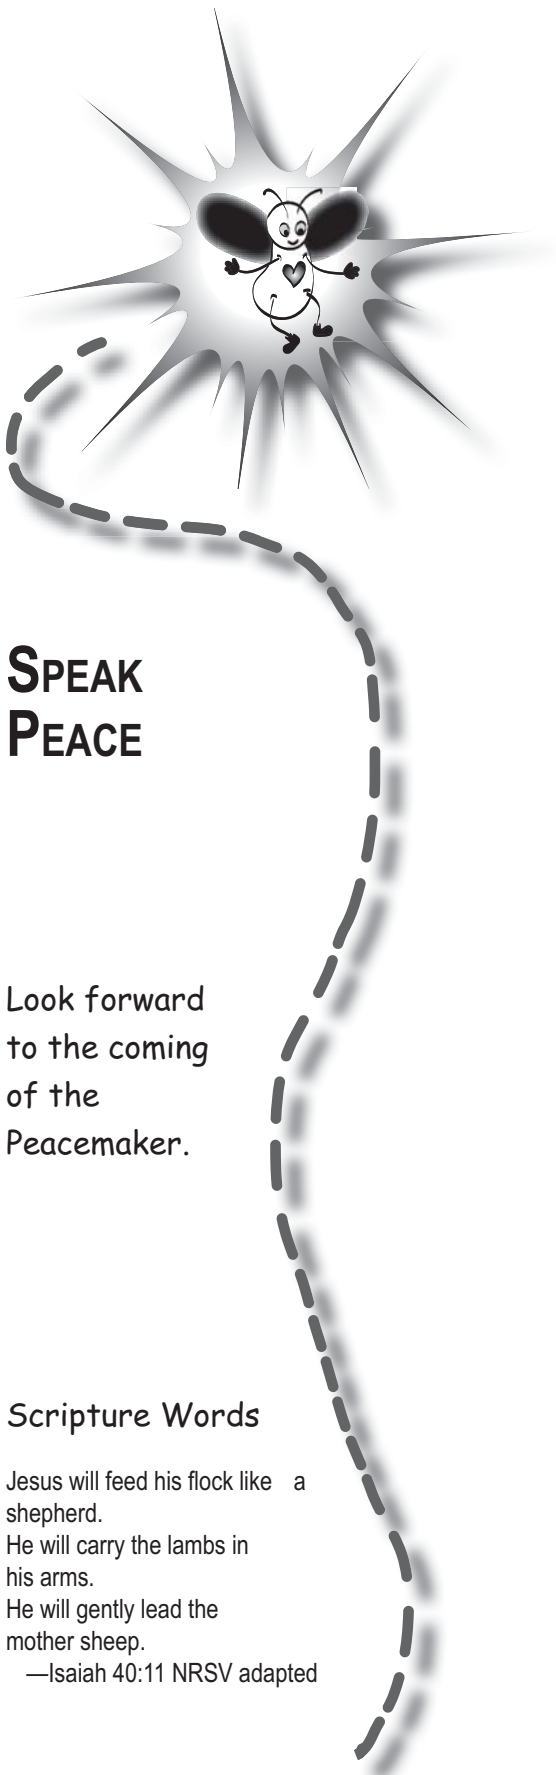 SPEAK
PEACE
Look forward
to the coming
of the
Peacemaker.
Scripture Words
Jesus will feed his flock like a
shepherd.
He will carry the lambs in
his arms.
He will gently lead the
mother sheep.
—Isaiah 40:11 NRSV adapted